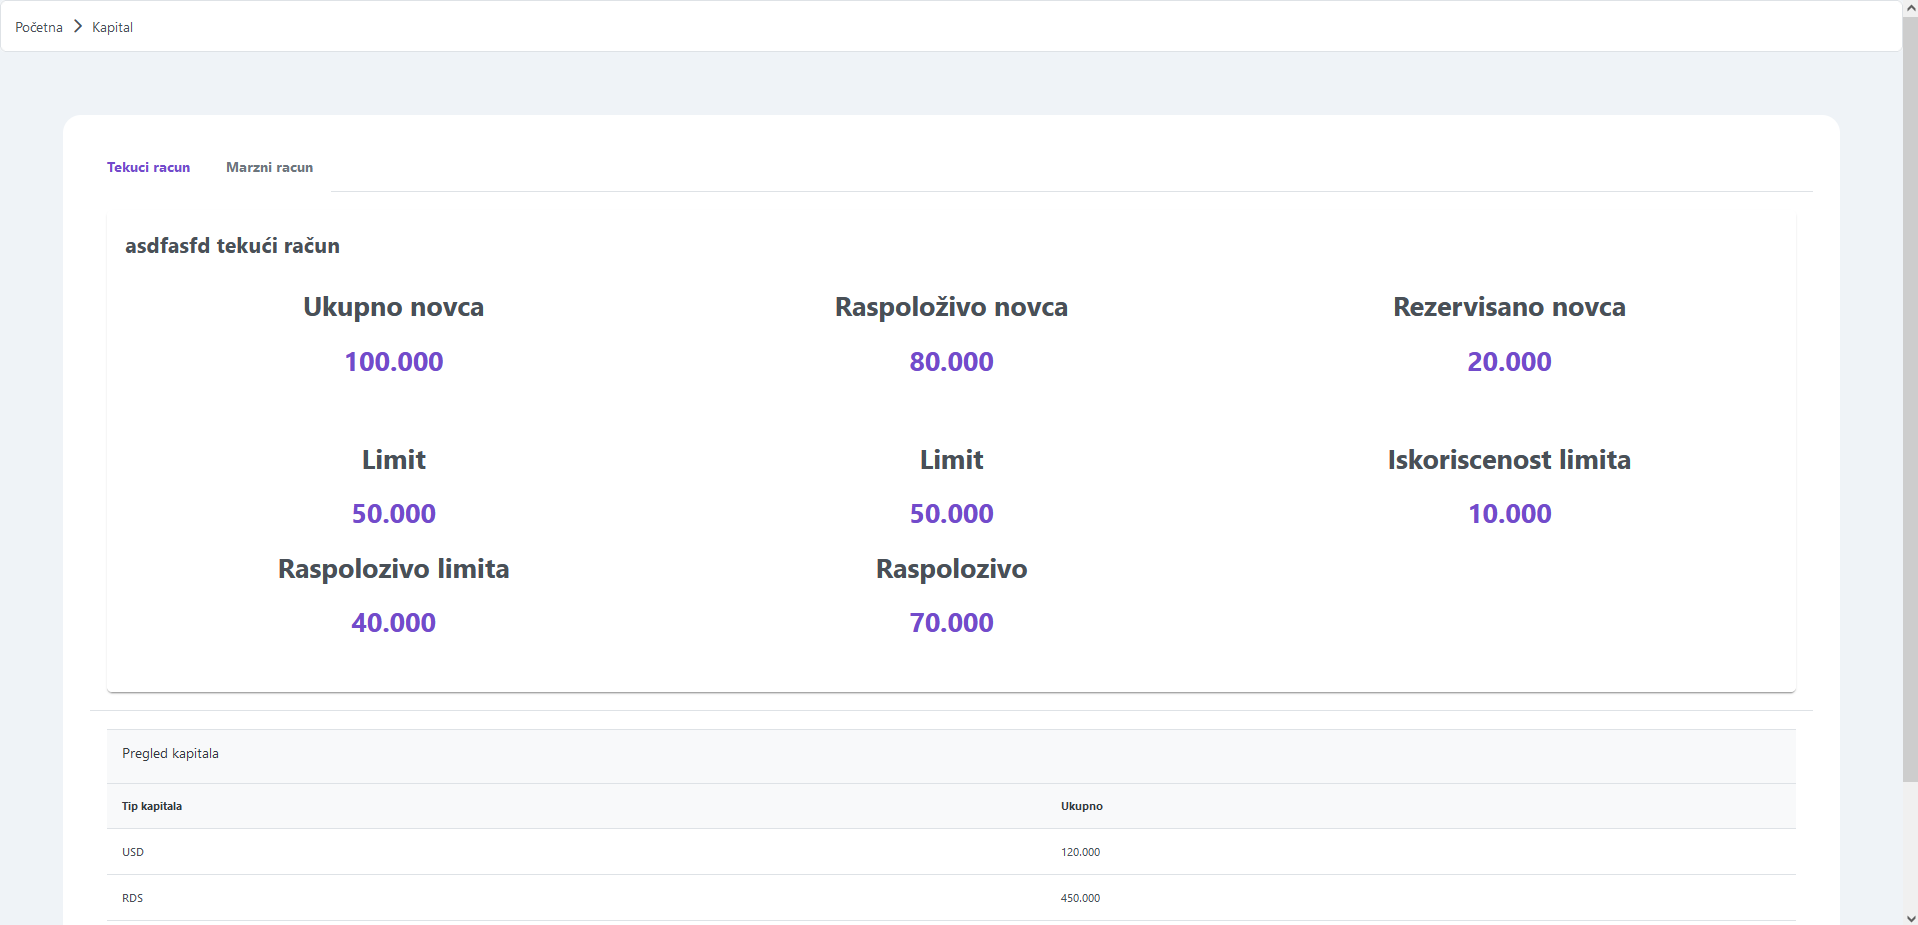 Početna > Kapital
Tekuci racun Marzni racun
asdfasfd tekući račun
Ukupno novca Raspoloživo novca Rezervisano novca
100.000 80.000 20.000
Limit Limit Iskoriscenost limita
50.000 50.000 10.000
Raspolozivo limita Raspolozivo
40.000 70.000
Pregled kapitala
Tip kapitala Ukupno
USD 120.000
RDS 450.000